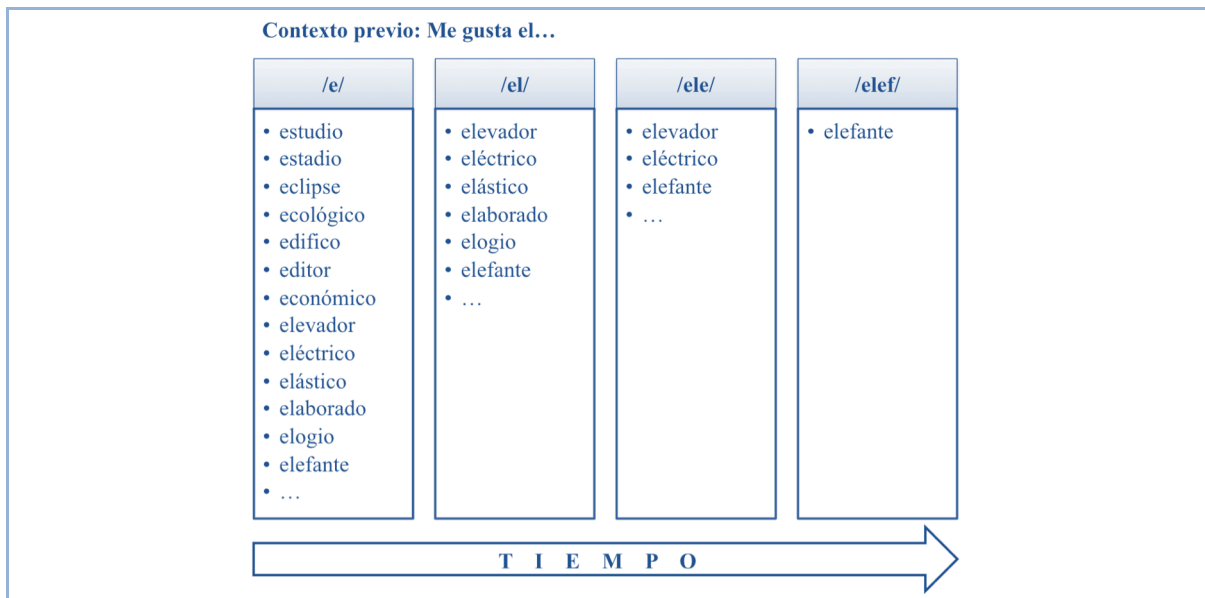 Contexto previo: Me gusta el…
/e/
• estudio
• estadio
• eclipse
• ecológico
• edifico
• editor
• económico
• elevador
• eléctrico
• elástico
• elaborado
• elogio
• elefante
• …
/el/
• elevador
• eléctrico
• elástico
• elaborado
• elogio
• elefante
• …
/ele/
• elevador
• eléctrico
• elefante
• …
/elef/
• elefante
T I E M P O